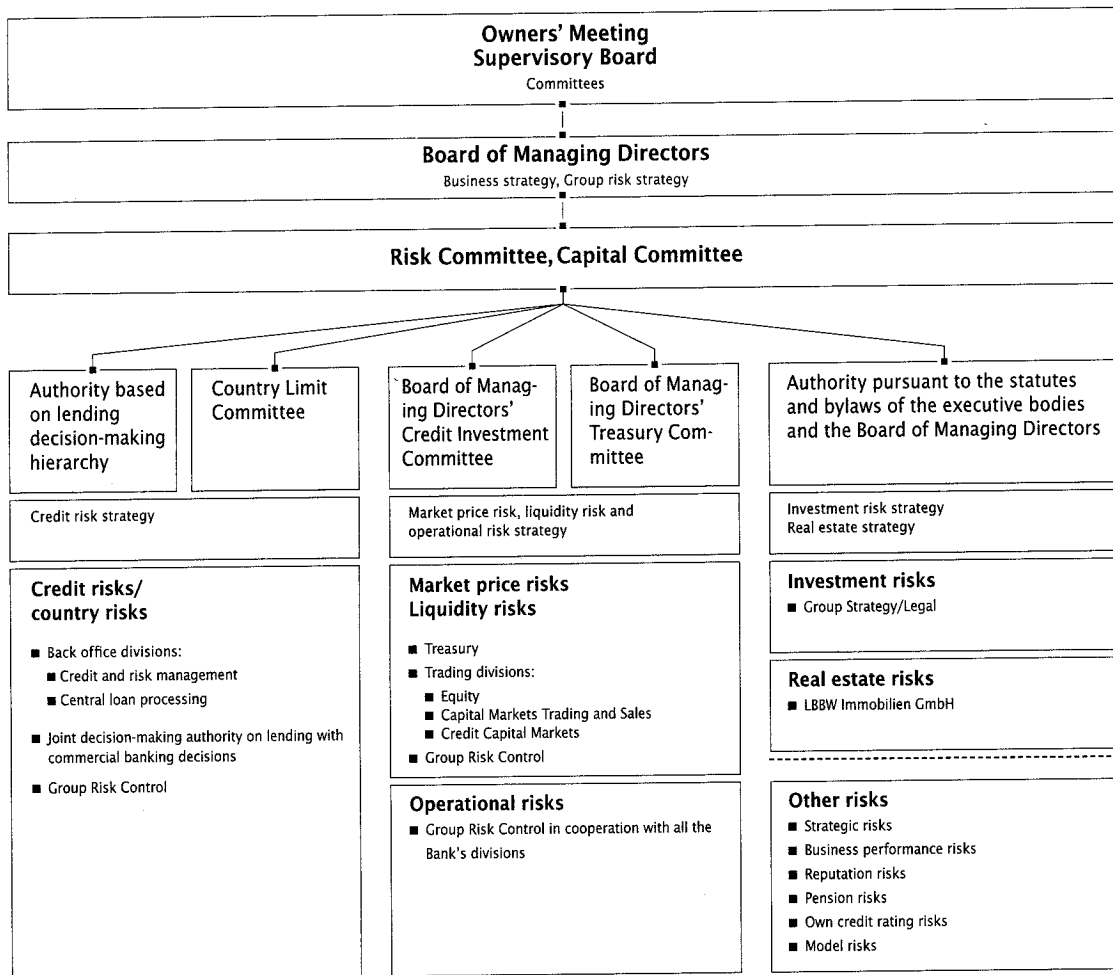 Owners’ Meeting
Supervisory Board
Committees
Board of Managing Directors
Business strategy, Group risk strategy
Risk Committee, Capital Committee
Authority based
on lending
decision-making
hierarchy
Country Limit
Committee
Board of Manag-
ing Directors’
Credit Investment
Committee
Board of Manag-
ing Directors’
Treasury Com-
mittee
Authority pursuant to the statutes
and bylaws of the executive bodies
and the Board of Managing Directors
Credit risk strategy
Market price risk, liquidity risk and
operational risk strategy
Investment risk strategy
Real estate strategy
Credit risks/
country risks
■ Back office divisions:
■ Credit and risk management
■ Central loan processing
■ Joint decision-making authority on lending with
commercial banking decisions
■ Group Risk Control
Market price risks
Liquidity risks
■ Treasury
■ Trading divisions:
■ Equity
■ Capital Markets Trading and Sales
■ Credit Capital Markets
■ Group Risk Control
Operational risks
■ Group Risk Control in cooperation with all the
Bank’s divisions
Investment risks
■ Group Strategy/Legal
Real estate risks
■ LBBW Immobilien GmbH
Other risks
■ Strategic risks
■ Business performance risks
■ Reputation risks
■ Pension risks
■ Own credit rating risks
■ Model risks